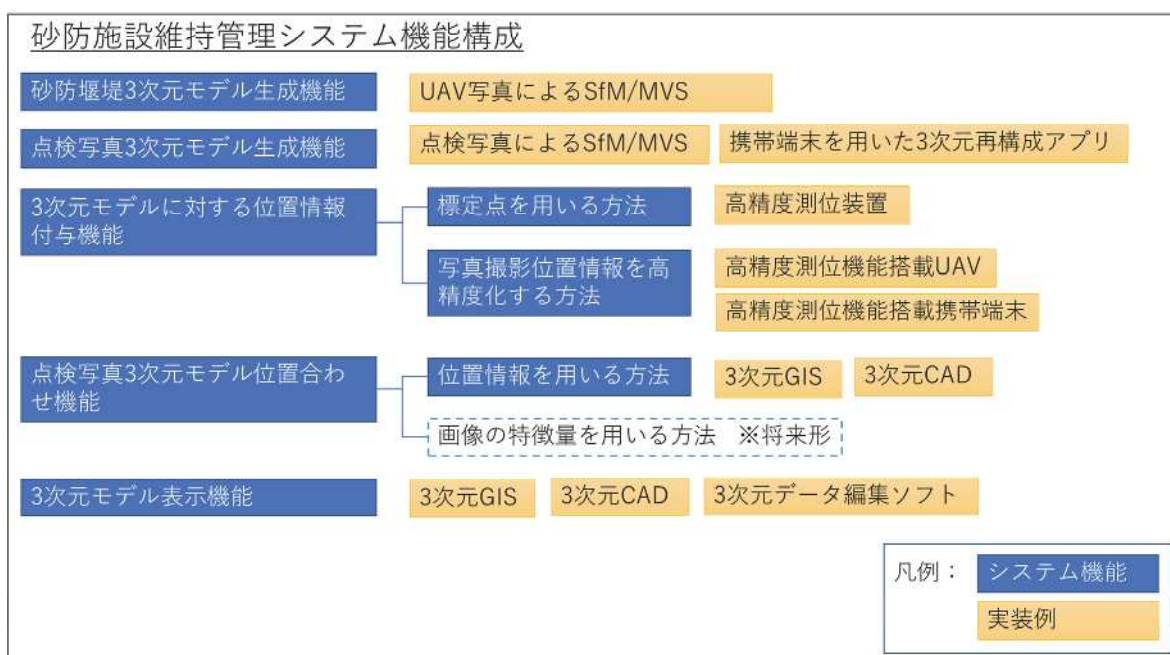 砂防施設維持管理システム機能構成
砂防堰堤3次元モデル生成機能
UAV写真によるSfM/MVS
点検写真3次元モデル生成機能
点検写真によるSfM/MVS
携帯端末を用いた3次元再構成アプリ
3次元モデルに対する位置情報
付与機能
標定点を用いる方法
高精度測位装置
写真撮影位置情報を高
精度化する方法
高精度測位機能搭載UAV
高精度測位機能搭載携帯端末
点検写真3次元モデル位置合わ
せ機能
位置情報を用いる方法
3次元GIS
3次元CAD
画像の特徴量を用いる方法　※将来形
3次元モデル表示機能
3次元GIS
3次元CAD
3次元データ編集ソフト
凡例：
システム機能
実装例